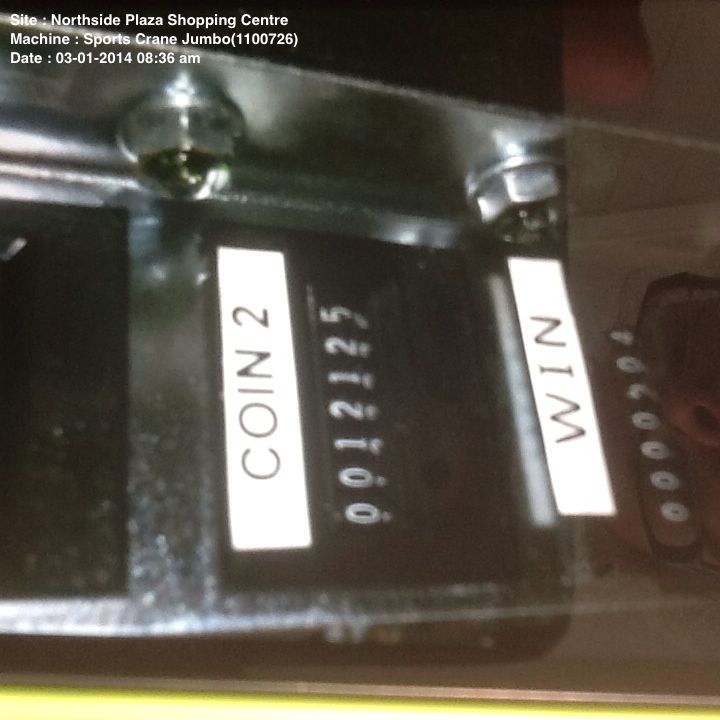 Site : Northside Plaza Shopping Centre
Machine : Sports Crane Jumbo(1100726)
Date : 03-01-2014 08:36 am
COIN 2
0012125
WIN